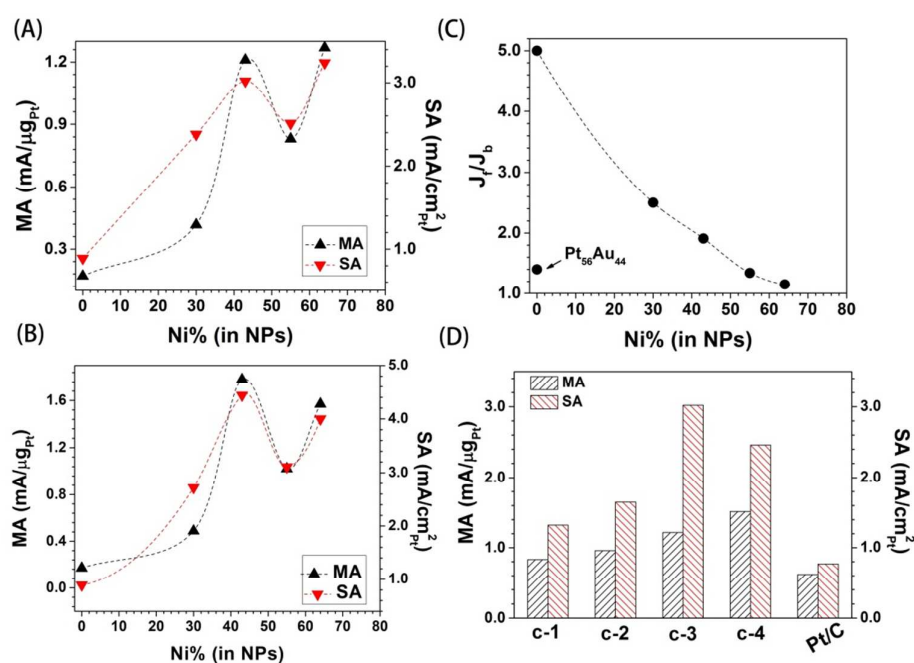 (A)
1.2
0.9
0.6
0.3
MA (mA/μgPt)
3.0
2.0
1.0
SA (mA/cm²Pt)
MA
SA
0 10 20 30 40 50 60 70 80
Ni% (in NPs)
(C)
5.0
4.0
3.0
2.0
1.0
Jf/Jb
Pt56Au44
0 10 20 30 40 50 60 70 80
Ni% (in NPs)
(B)
1.6
1.2
0.8
0.4
0.0
MA (mA/μgPt)
5.0
4.0
3.0
2.0
1.0
SA (mA/cm²Pt)
MA
SA
0 10 20 30 40 50 60 70 80
Ni% (in NPs)
(D)
MA
SA
3.0
2.0
1.0
0.0
MA (mA/μgPt)
3.0
2.0
1.0
0.0
SA (mA/cm²Pt)
c-1 c-2 c-3 c-4 Pt/C